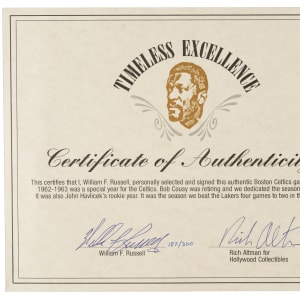 TIMELESS EXCELLENCE
Certificate of Authenticit
This certifies that I, William F. Russell, personally selected and signed this authentic Boston Celtics ga
1962-1963 was a special year for the Celtics. Bob Cousy was retiring and we dedicated the season
It was also John Havlicek's rookie year. It was the season we beat the Lakers four games to two in th
187/200
William F. Russell
Rich Altman for
Hollywood Collectibles